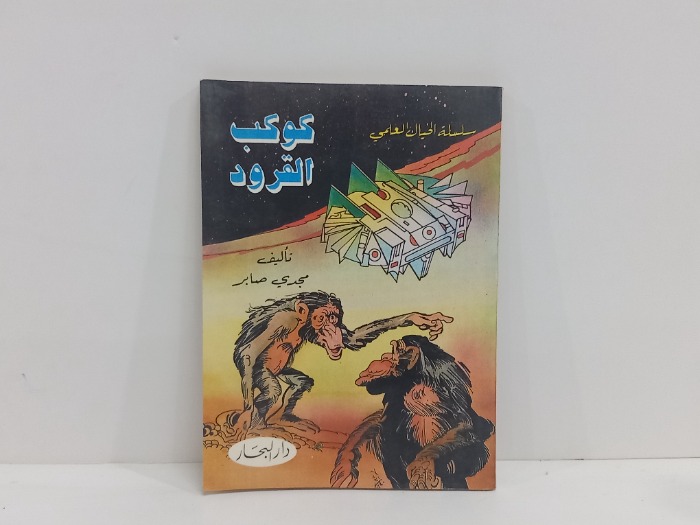 سلسلة الخيال العلمي
كوكب
القرود
تأليف
مجدي صابر
دار البحار